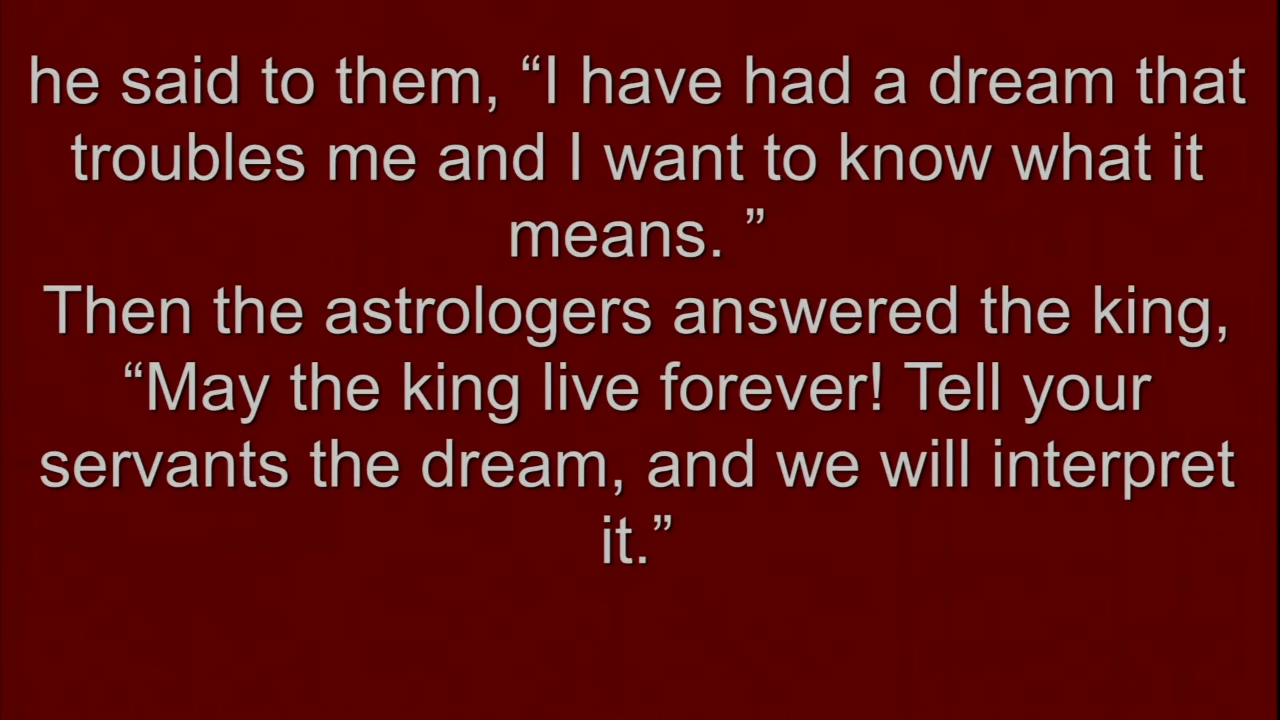 he said to them, “I have had a dream that
troubles me and I want to know what it
means. ”
Then the astrologers answered the king,
“May the king live forever! Tell your
servants the dream, and we will interpret
it.”